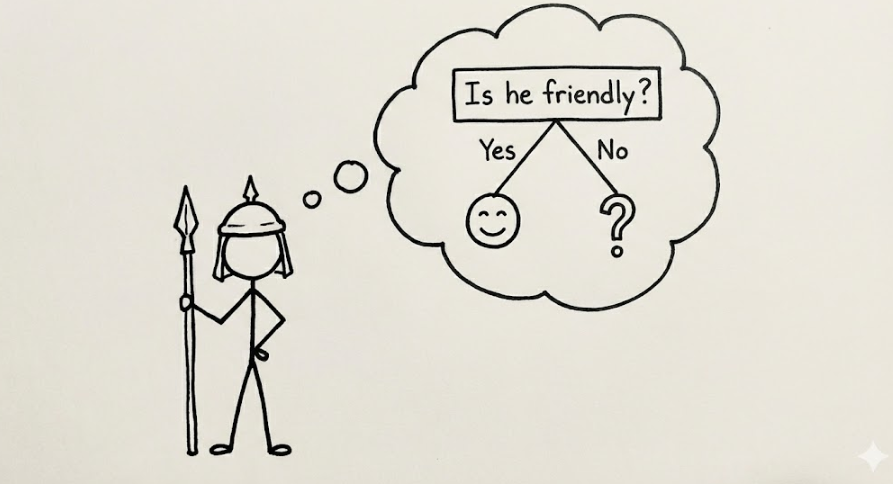 Is he friendly?
Yes No
?